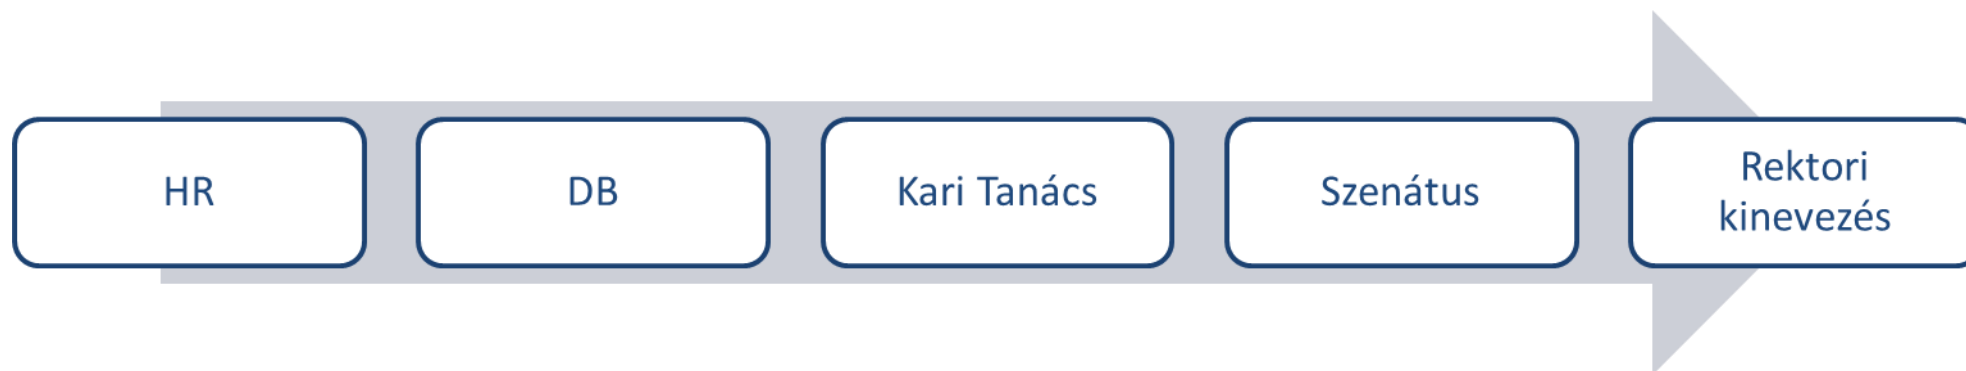 HR
DB
Kari Tanács
Szenátus
Rektori
kinevezés